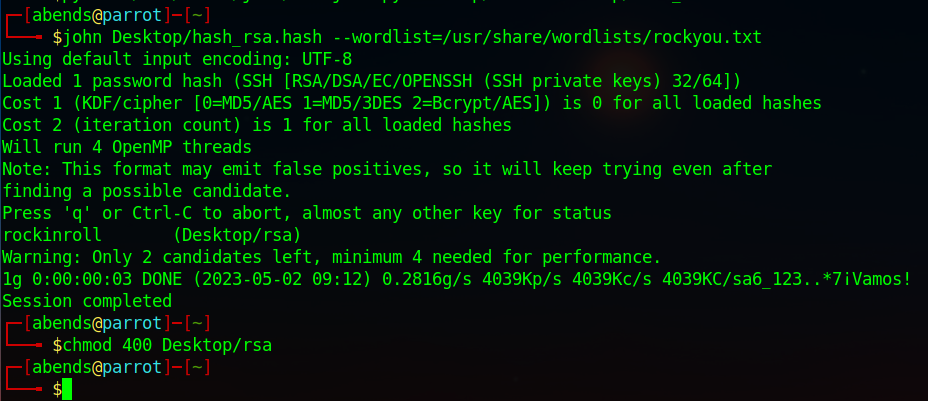 ┌─[abends@parrot]─[~]
└──╼ $john Desktop/hash_rsa.hash --wordlist=/usr/share/wordlists/rockyou.txt
Using default input encoding: UTF-8
Loaded 1 password hash (SSH [RSA/DSA/EC/OPENSSH (SSH private keys) 32/64])
Cost 1 (KDF/cipher [0=MD5/AES 1=MD5/3DES 2=Bcrypt/AES]) is 0 for all loaded hashes
Cost 2 (iteration count) is 1 for all loaded hashes
Will run 4 OpenMP threads
Note: This format may emit false positives, so it will keep trying even after
finding a possible candidate.
Press 'q' or Ctrl-C to abort, almost any other key for status
rockinroll       (Desktop/rsa)
Warning: Only 2 candidates left, minimum 4 needed for performance.
1g 0:00:00:03 DONE (2023-05-02 09:12) 0.2816g/s 4039Kp/s 4039Kc/s 4039KC/sa6_123..*7¡Vamos!
Session completed
┌─[abends@parrot]─[~]
└──╼ $chmod 400 Desktop/rsa
┌─[abends@parrot]─[~]
└──╼ $